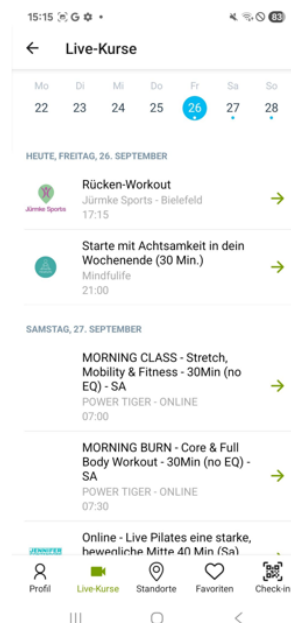 15:15
83
Live-Kurse
Mo Di Mi Do Fr Sa So
22 23 24 25 26 27 28
HEUTE, FREITAG, 26. SEPTEMBER
Rücken-Workout
Jürmke Sports - Bielefeld
17:15
Jürmke Sports
Starte mit Achtsamkeit in dein
Wochenende (30 Min.)
Mindfulife
21:00
SAMSTAG, 27. SEPTEMBER
MORNING CLASS - Stretch,
Mobility & Fitness - 30Min (no
EQ) - SA
POWER TIGER - ONLINE
07:00
MORNING BURN - Core & Full
Body Workout - 30Min (no EQ) -
SA
POWER TIGER - ONLINE
07:30
Online - Live Pilates eine starke,
bewegliche Mitte 40 Min (Sa)
JENNIFER
Profil Live-Kurse Standorte Favoriten Check-in